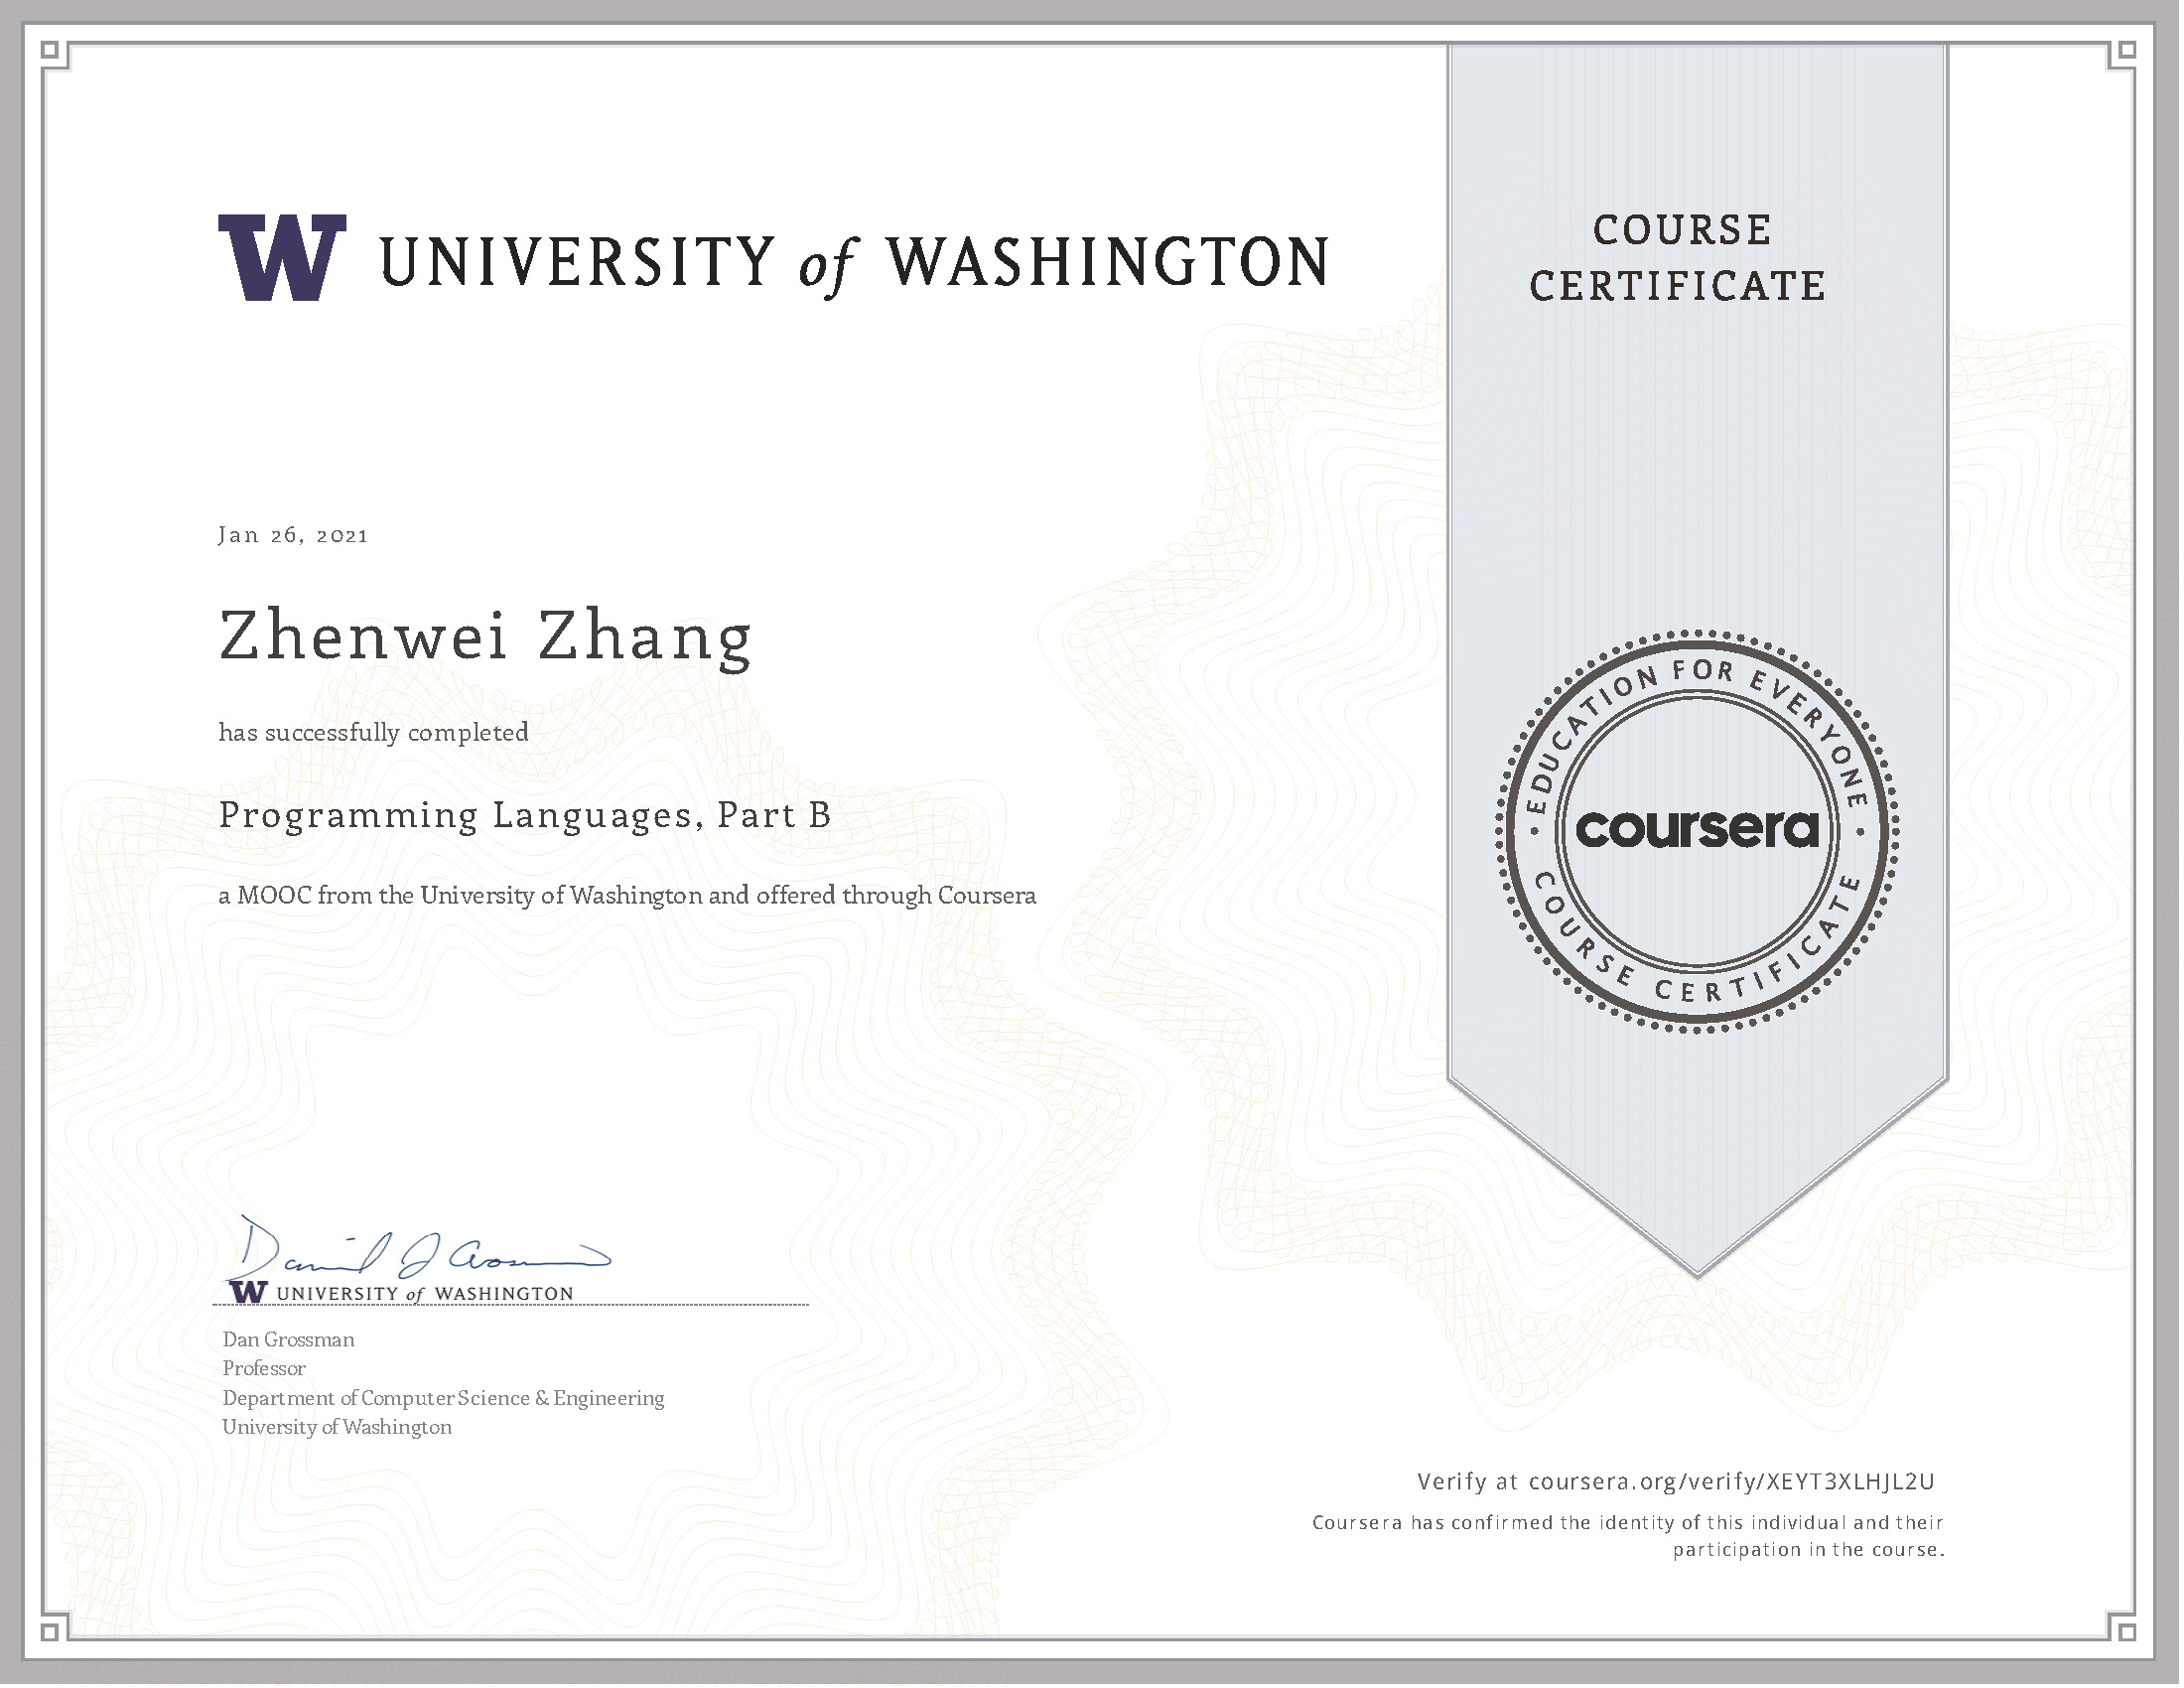 W UNIVERSITY of WASHINGTON
COURSE
CERTIFICATE
Jan 26, 2021
Zhenwei Zhang
has successfully completed
Programming Languages, Part B
a MOOC from the University of Washington and offered through Coursera
EDUCATION FOR EVERYONE
coursera
COURSE CERTIFICATE
Daniel J Grossman
W UNIVERSITY of WASHINGTON
Dan Grossman
Professor
Department of Computer Science & Engineering
University of Washington
Verify at coursera.org/verify/XEYT3XLHJL2U
Coursera has confirmed the identity of this individual and their
participation in the course.